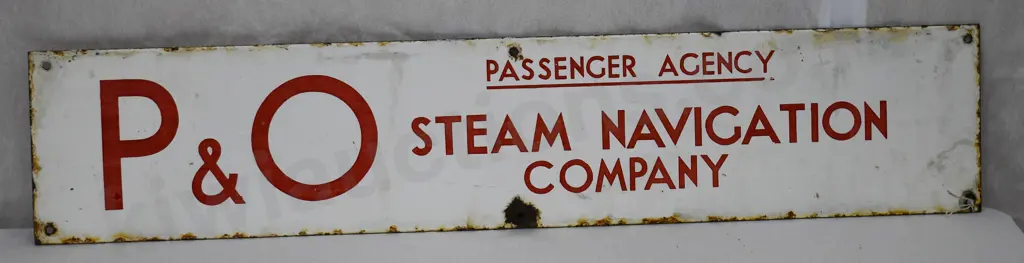 P&O
PASSENGER AGENCY
STEAM NAVIGATION
COMPANY